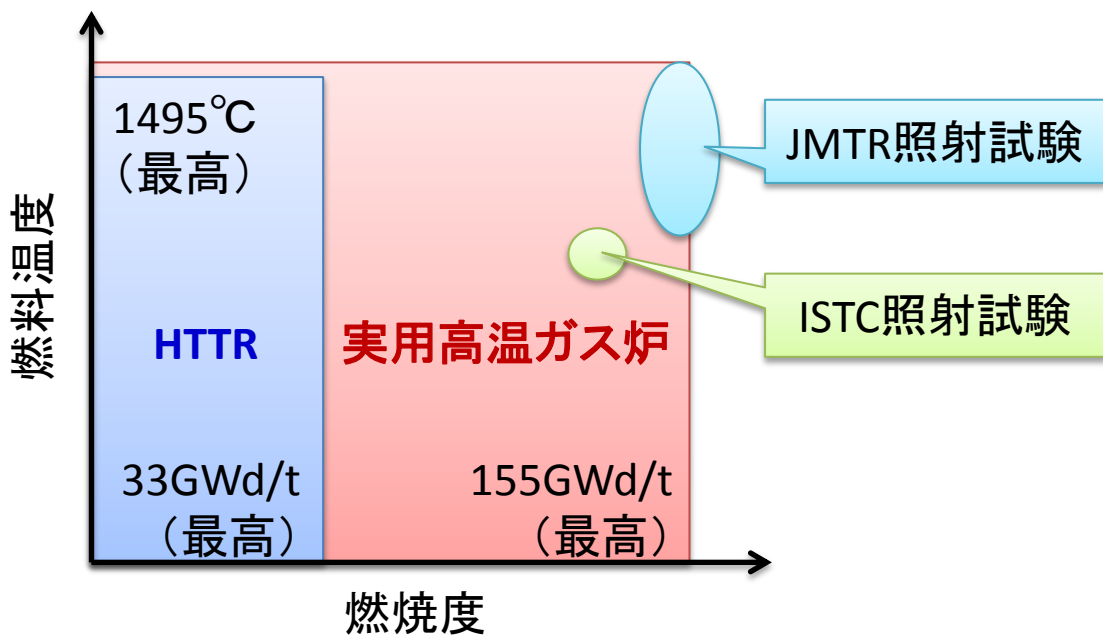 1495℃
（最高）
JMTR照射試験
ISTC照射試験
燃料温度
HTTR
実用高温ガス炉
33GWd/t
（最高）
155GWd/t
（最高）
燃焼度